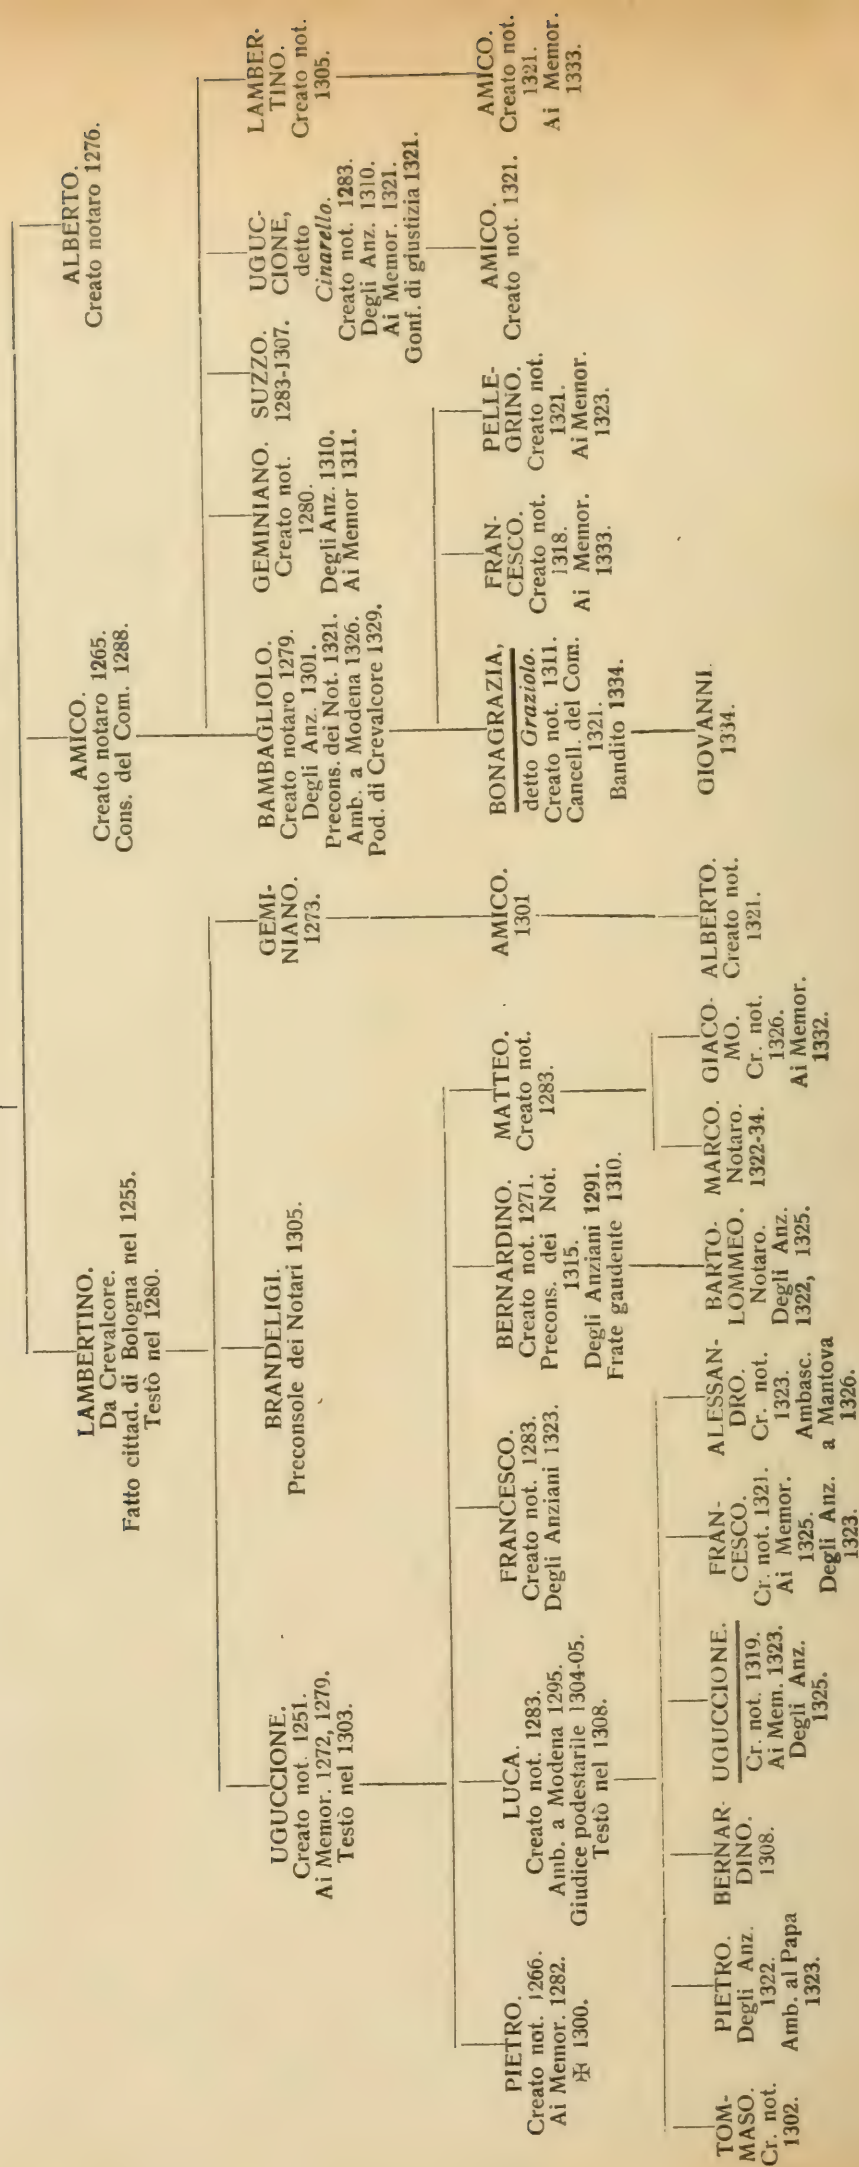 LAMBERTINO.
Da Crevalcore.
Fatto cittad. di Bologna nel 1255.
Testò nel 1280.
AMICO.
Creato notaro 1265.
Cons. del Com. 1288.
ALBERTO.
Creato notaro 1276.
UGUCCIONE.
Creato not. 1251.
Ai Memor. 1272, 1279.
Testò nel 1303.
BRANDELIGI.
Preconsole dei Notari 1305.
GEMI-
NIANO.
1273.
BAMBAGLIOLO.
Creato notaro 1279.
Degli Anz. 1301.
Precons. dei Not. 1321.
Amb. a Modena 1326.
Pod. di Crevalcore 1329.
GEMINIANO.
Creato not.
1280.
Degli Anz. 1310.
Ai Memor 1311.
SUZZO.
1283-1307.
UGUC-
CIONE,
detto
Cinarello.
Creato not. 1283.
Degli Anz. 1310.
Ai Memor. 1321.
Gonf. di giustizia 1321.
LAMBER-
TINO.
Creato not.
1305.
PIETRO.
Creato not. 1266.
Ai Memor. 1282.
✠ 1300.
LUCA.
Creato not. 1283.
Amb. a Modena 1295.
Giudice podestarile 1304-05.
Testò nel 1308.
FRANCESCO.
Creato not. 1283.
Degli Anziani 1323.
BERNARDINO.
Creato not. 1271.
Precons. dei Not.
1315.
Degli Anziani 1291.
Frate gaudente 1310.
MATTEO.
Creato not.
1283.
AMICO.
1301
BONAGRAZIA,
detto Graziolo.
Creato not. 1311.
Cancell. del Com.
1321.
Bandito 1334.
FRAN-
CESCO.
Creato not.
1318.
Ai Memor.
1333.
PELLE-
GRINO.
Creato not.
1321.
Ai Memor.
1323.
AMICO.
Creato not. 1321.
AMICO.
Creato not.
1321.
Ai Memor.
1333.
TOM-
MASO.
Cr. not.
1302.
PIETRO.
Degli Anz.
1322.
Amb. al Papa
1323.
BERNAR-
DINO.
1308.
UGUCCIONE.
Cr. not. 1319.
Ai Mem. 1323.
Degli Anz.
1325.
FRAN-
CESCO.
Cr. not. 1321.
Ai Memor.
1325.
Degli Anz.
1323.
ALESSAN-
DRO.
Cr. not.
1323.
Ambasc.
a Mantova
1326.
BARTO-
LOMMEO.
Notaro.
Degli Anz.
1322, 1325.
MARCO.
Notaro.
1322-34.
GIACO-
MO.
Cr. not.
1326.
Ai Memor.
1332.
ALBERTO.
Creato not.
1321.
GIOVANNI.
1334.